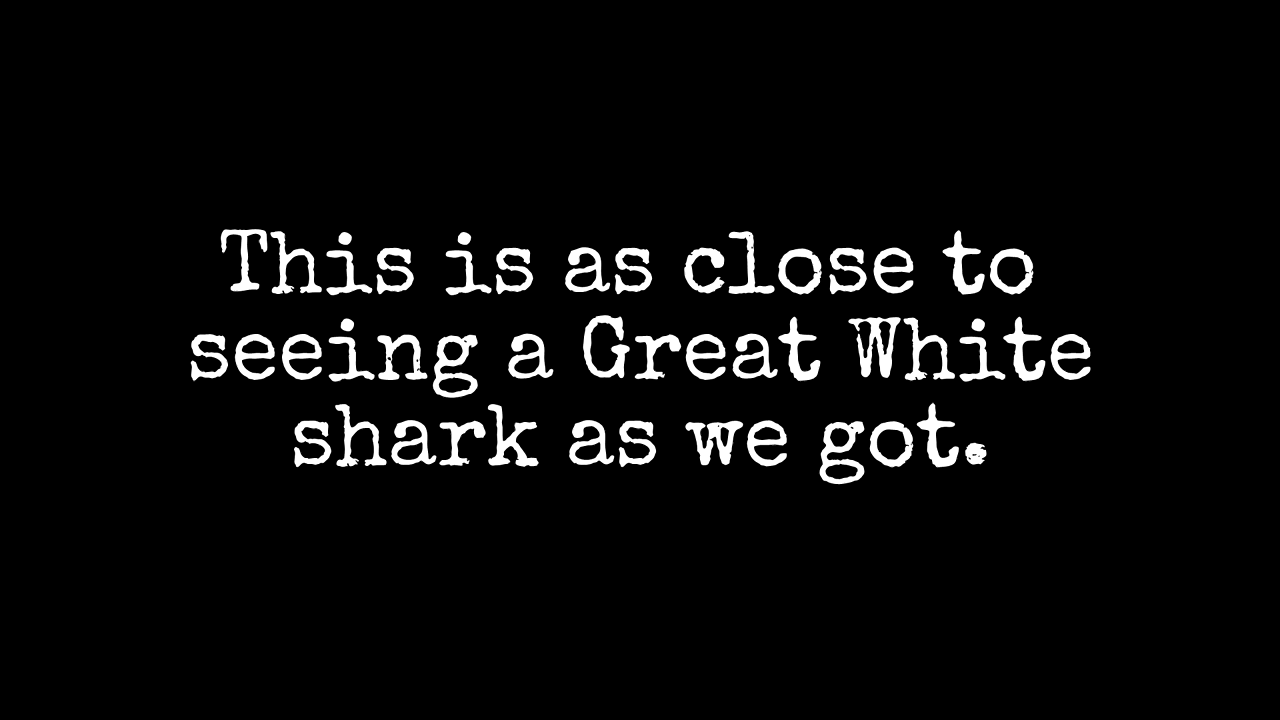 This is as close to
seeing a Great White
shark as we got.